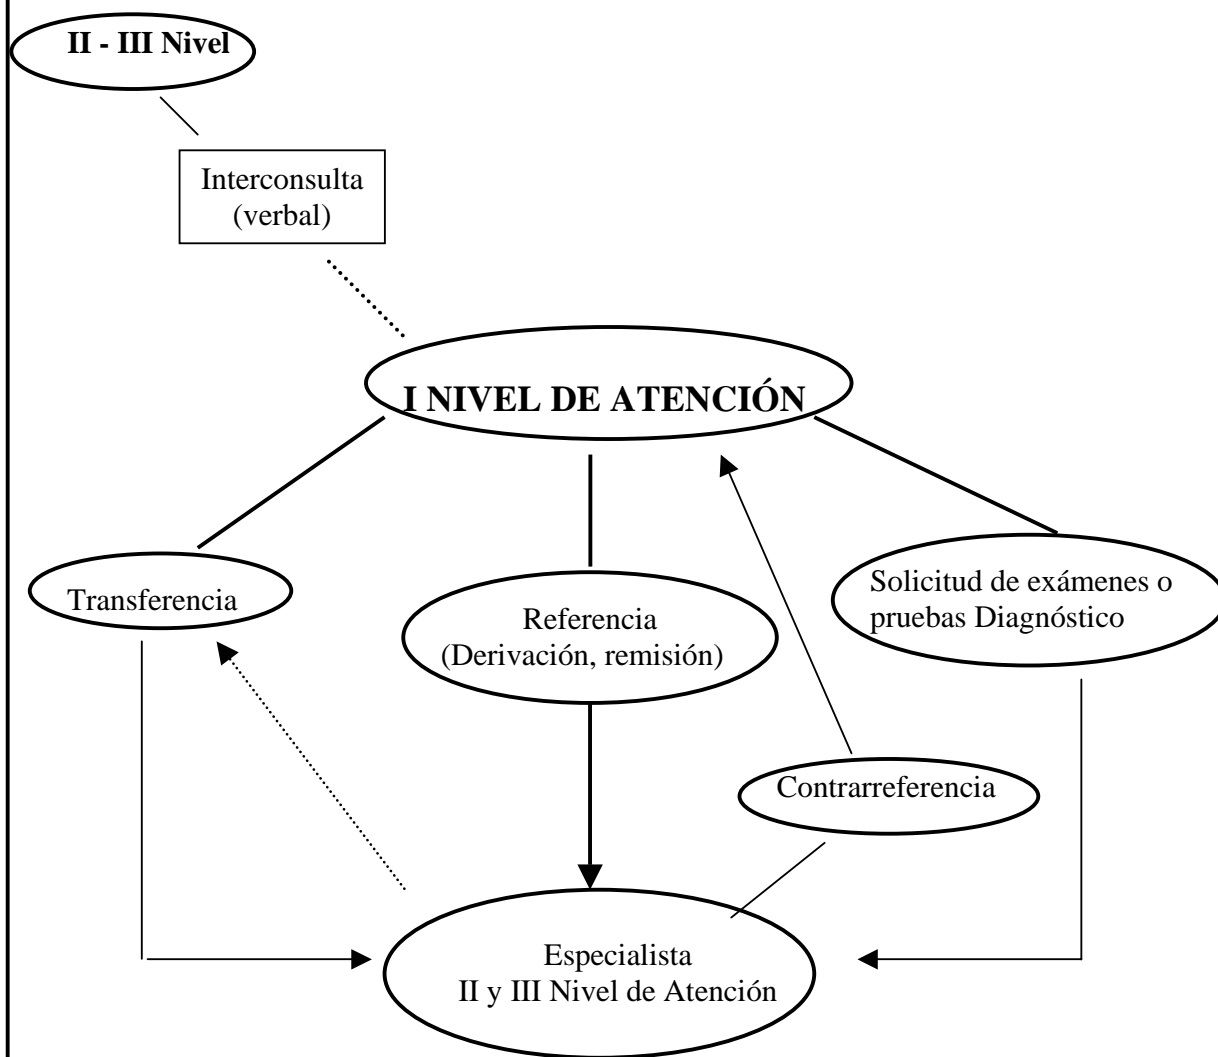 II - III Nivel
Interconsulta
(verbal)
I NIVEL DE ATENCIÓN
Transferencia
Referencia
(Derivación, remisión)
Solicitud de exámenes o
pruebas Diagnóstico
Contrarreferencia
Especialista
II y III Nivel de Atención